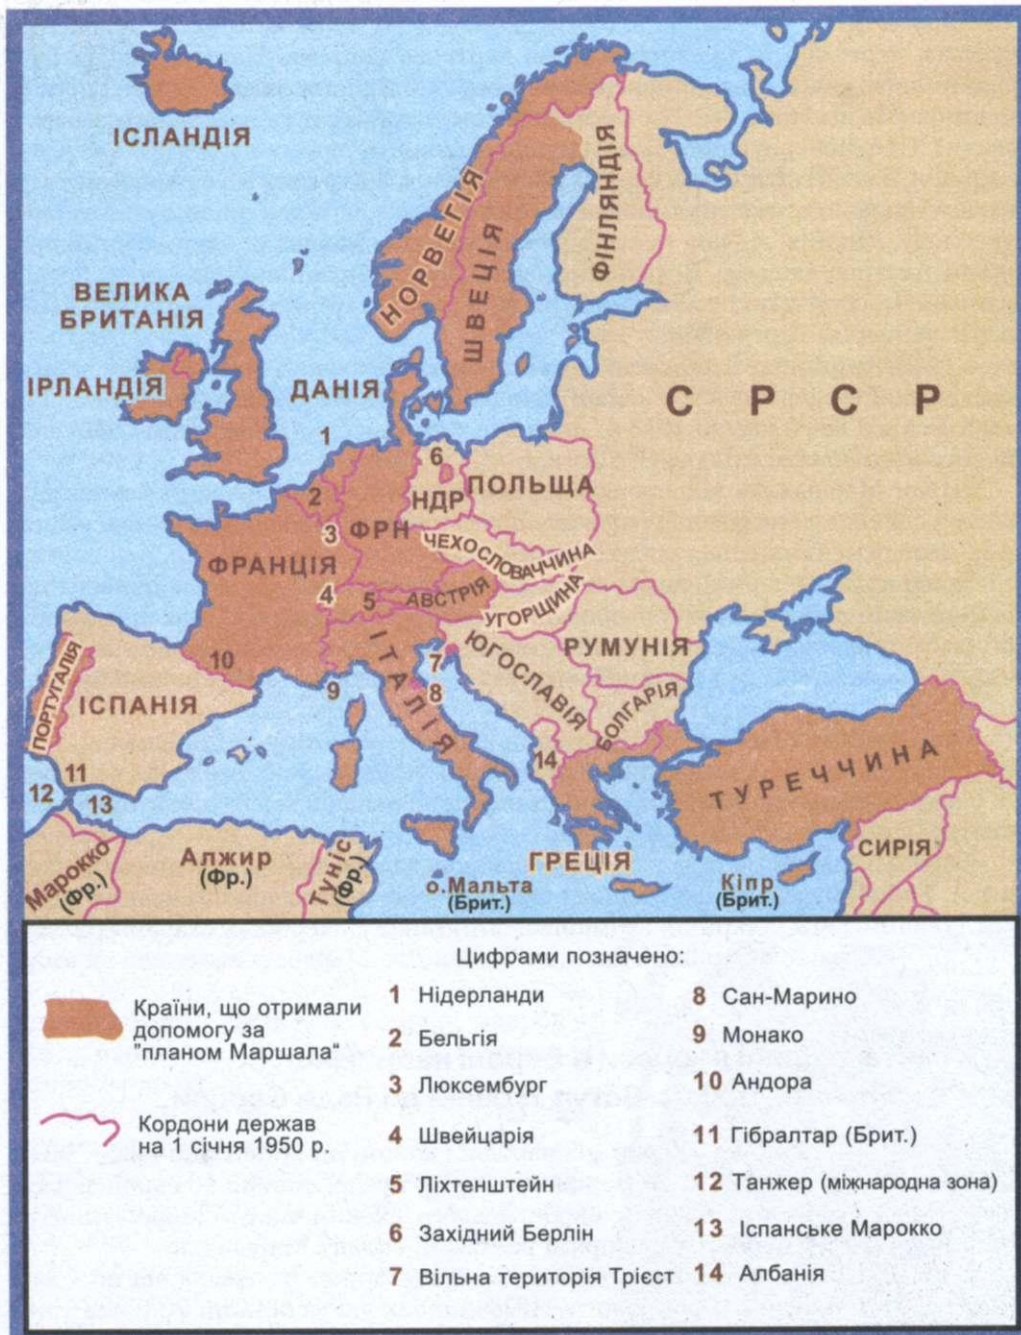 ІСЛАНДІЯ
НОРВЕГІЯ
ШВЕЦІЯ
ФІНЛЯНДІЯ
ВЕЛИКА
БРИТАНІЯ
ІРЛАНДІЯ
ДАНІЯ
С Р С Р
1
6
2
НДР
ПОЛЬЩА
3
ФРН
ЧЕХОСЛОВАЧЧИНА
ФРАНЦІЯ
4
5
АВСТРІЯ
УГОРЩИНА
ІТАЛІЯ
ЮГОСЛАВІЯ
РУМУНІЯ
7
8
10
9
ПОРТУГАЛІЯ
ІСПАНІЯ
БОЛГАРІЯ
14
ТУРЕЧЧИНА
11
12
13
ГРЕЦІЯ
СИРІЯ
Марокко
(Фр.)
Алжир
(Фр.)
Туніс
(Фр.)
о.Мальта
(Брит.)
Кіпр
(Брит.)
Цифрами позначено:
Країни, що отримали
допомогу за
"планом Маршала"
Кордони держав
на 1 січня 1950 р.
1 Нідерланди
2 Бельгія
3 Люксембург
4 Швейцарія
5 Ліхтенштейн
6 Західний Берлін
7 Вільна територія Трієст
8 Сан-Марино
9 Монако
10 Андора
11 Гібралтар (Брит.)
12 Танжер (міжнародна зона)
13 Іспанське Марокко
14 Албанія